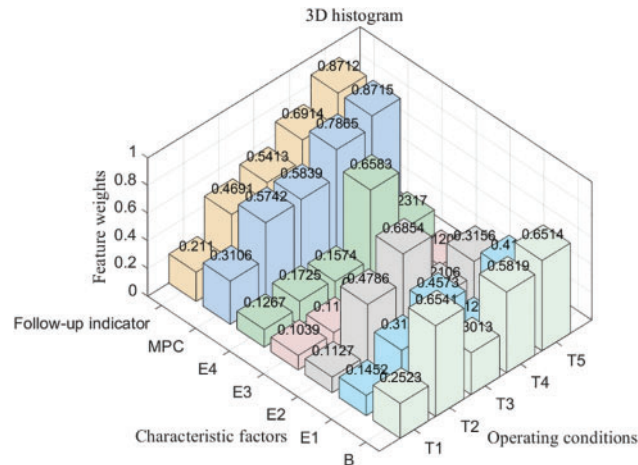 3D histogram
0.8712
0.6914
0.8715
0.5413
0.7865
0.4691
0.5839
0.6583
0.211
0.5742
0.2317
0.3106
0.1574
0.6854
0.3156
0.6514
0.1725
0.2106
0.5819
0.1267
0.4786
0.4573
0.6541
0.3013
0.1039
0.1127
0.1452
0.2523
Feature weights
1
0.8
0.6
0.4
0.2
0
Follow-up indicator
MPC
E4
E3
E2
E1
B
Characteristic factors
T1
T2
T3
T4
T5
Operating conditions